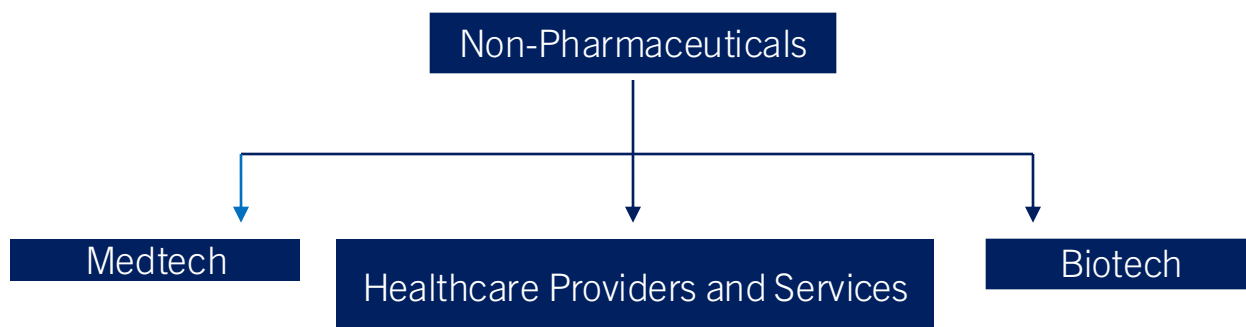 Non-Pharmaceuticals
Medtech
Healthcare Providers and Services
Biotech